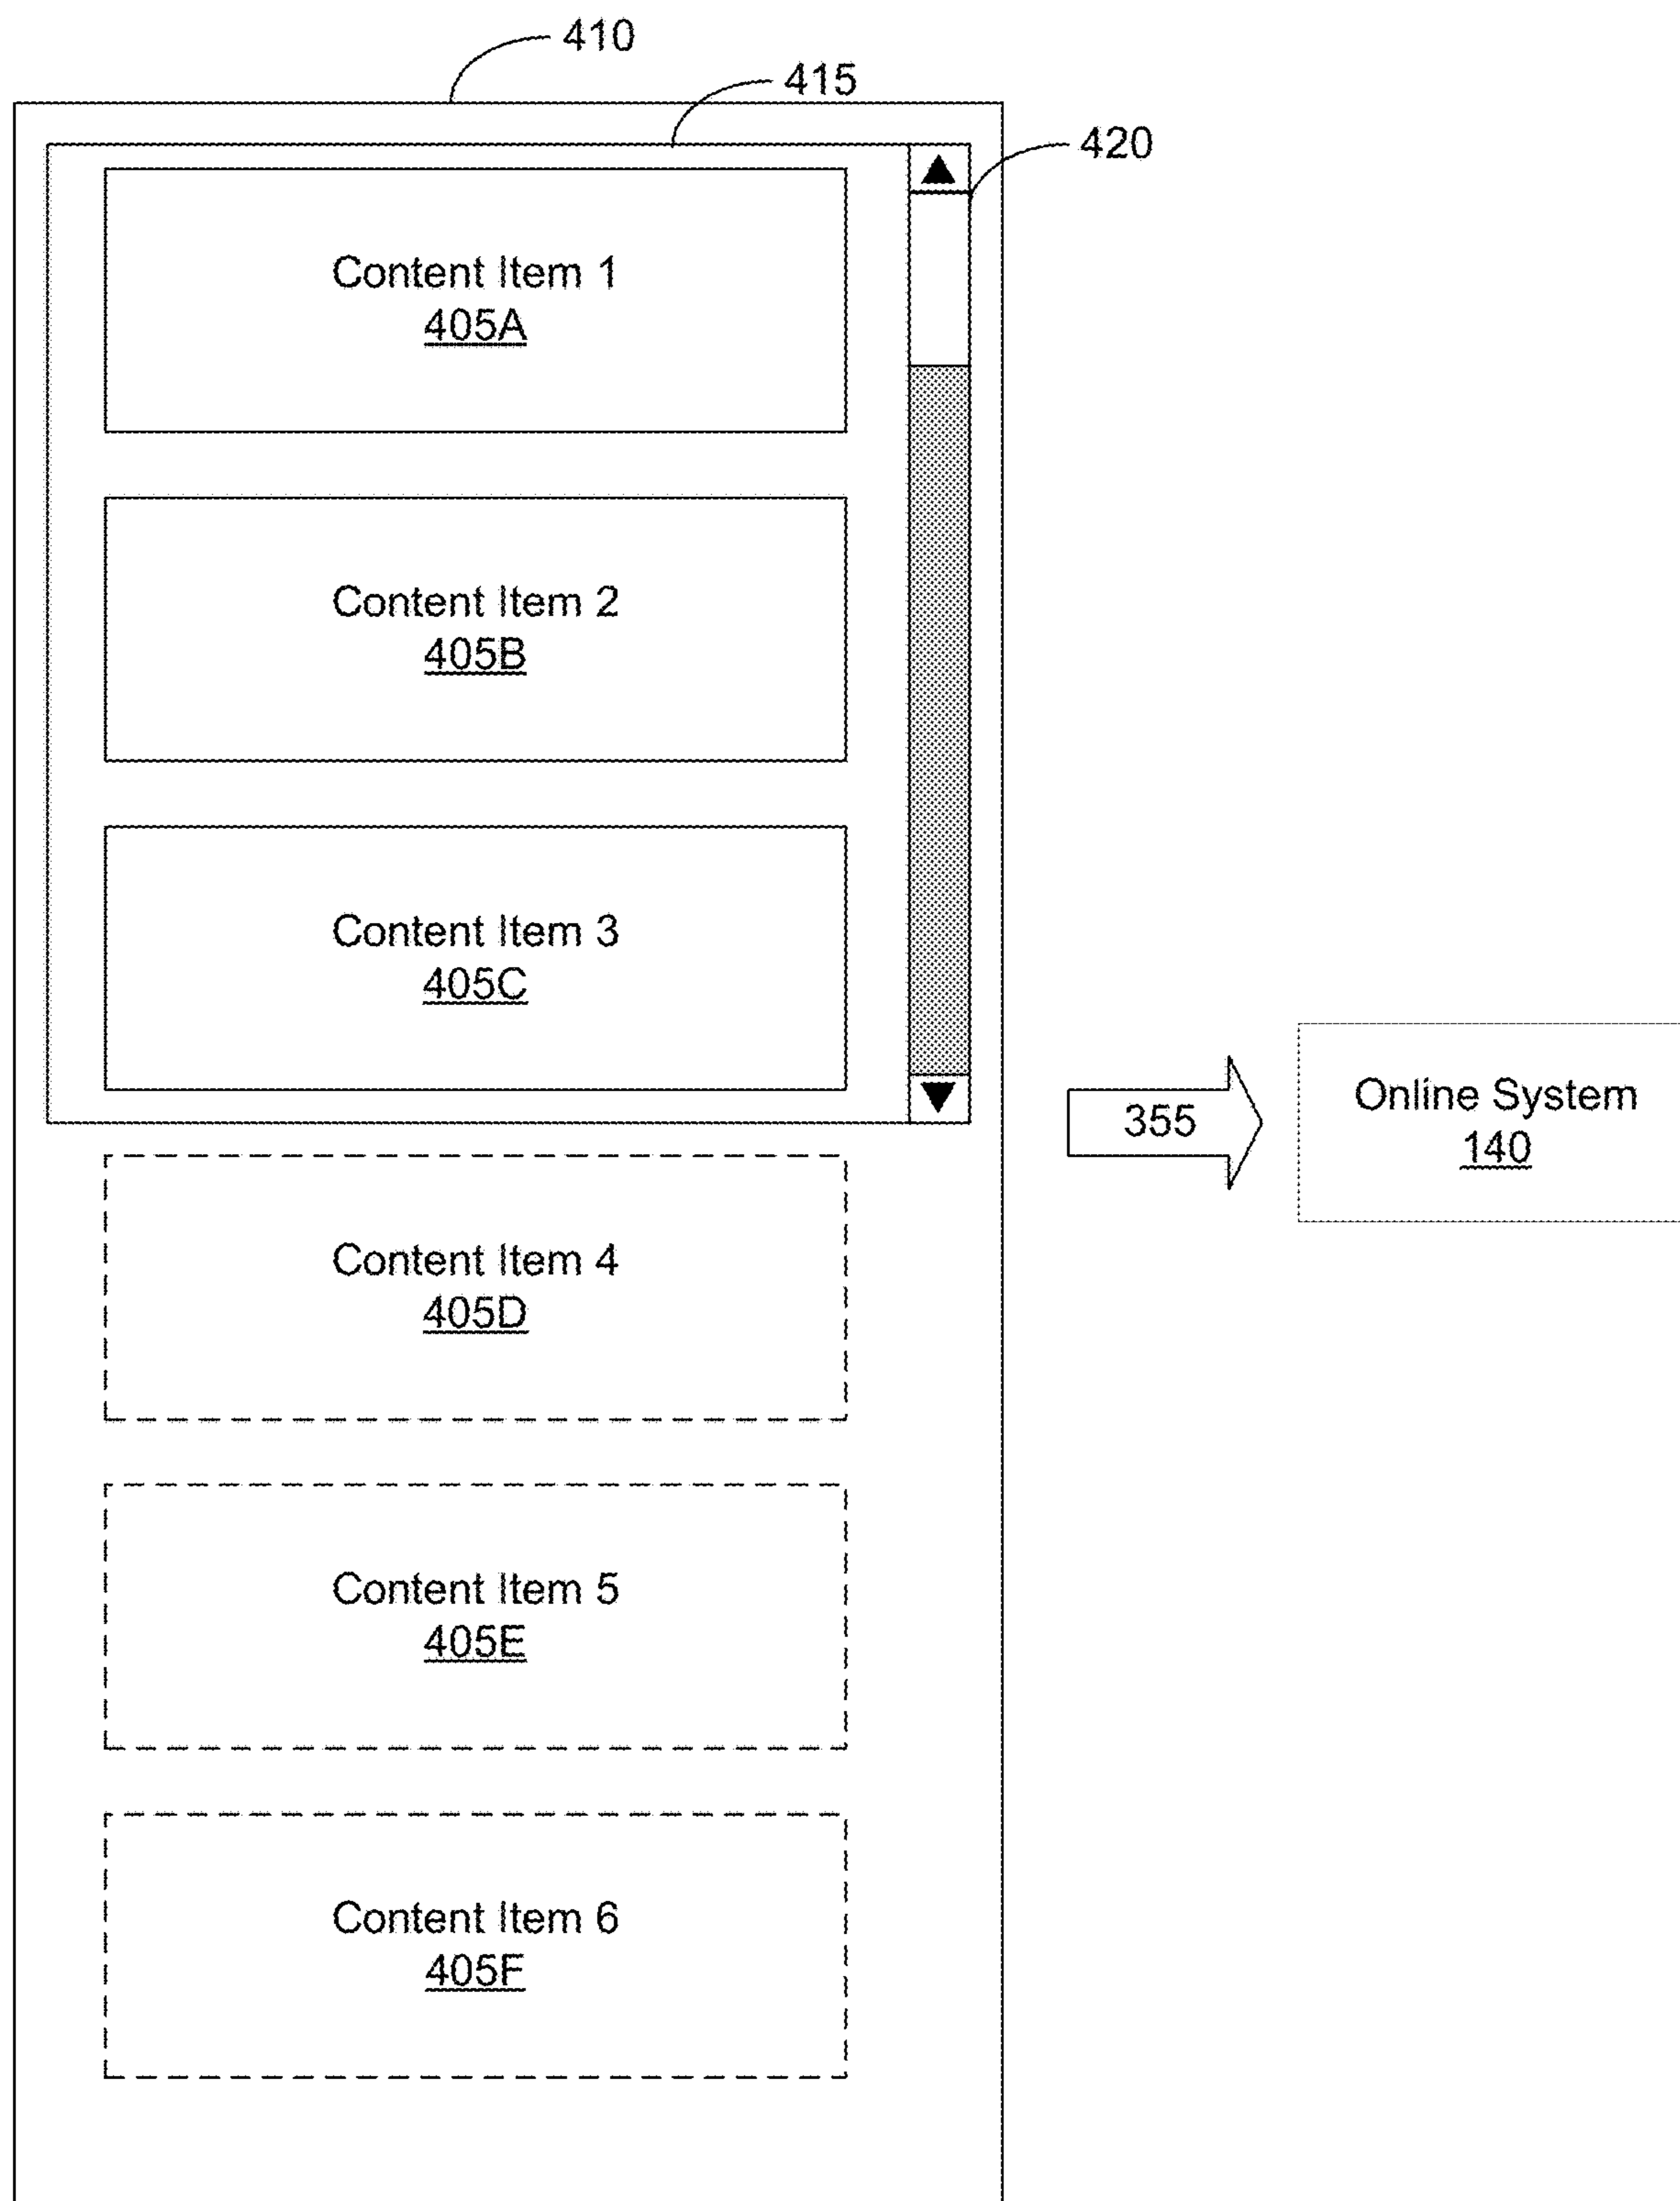 410
415
420
Content Item 1
405A
Content Item 2
405B
Content Item 3
405C
355
Online System
140
Content Item 4
405D
Content Item 5
405E
Content Item 6
405F